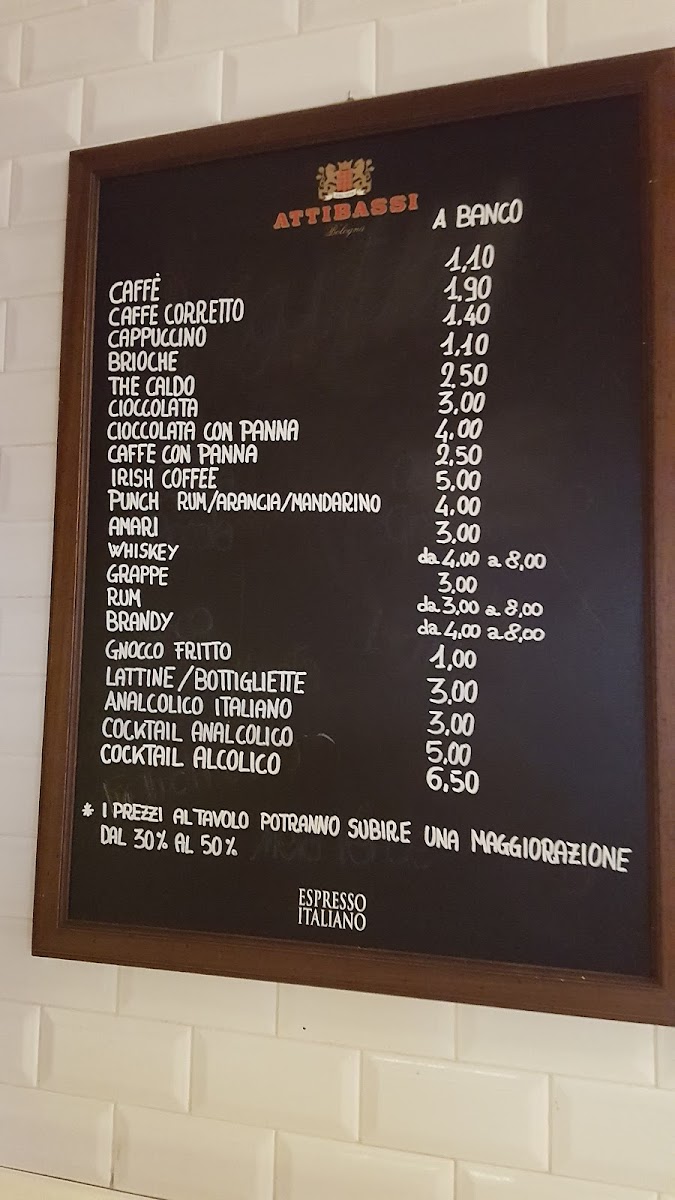 ATTIBASSI
Bologna
A BANCO
CAFFÈ 1,10
CAFFE CORRETTO 1,90
CAPPUCCINO 1,40
BRIOCHE 1,10
THE CALDO 2,50
CIOCCOLATA 3,00
CIOCCOLATA CON PANNA 4,00
CAFFE CON PANNA 2,50
IRISH COFFEE 5,00
PUNCH RUM/ARANCIA/MANDARINO 4,00
AMARI 3,00
WHISKEY da 4,00 a 8,00
GRAPPE 3,00
RUM da 3,00 a 8,00
BRANDY da 4,00 a 8,00
GNOCCO FRITTO 1,00
LATTINE/BOTTIGLIETTE 3,00
ANALCOLICO ITALIANO 3,00
COCKTAIL ANALCOLICO 5,00
COCKTAIL ALCOLICO 6,50
* I PREZZI AL TAVOLO POTRANNO SUBIRE UNA MAGGIORAZIONE
DAL 30% AL 50%
ESPRESSO
ITALIANO